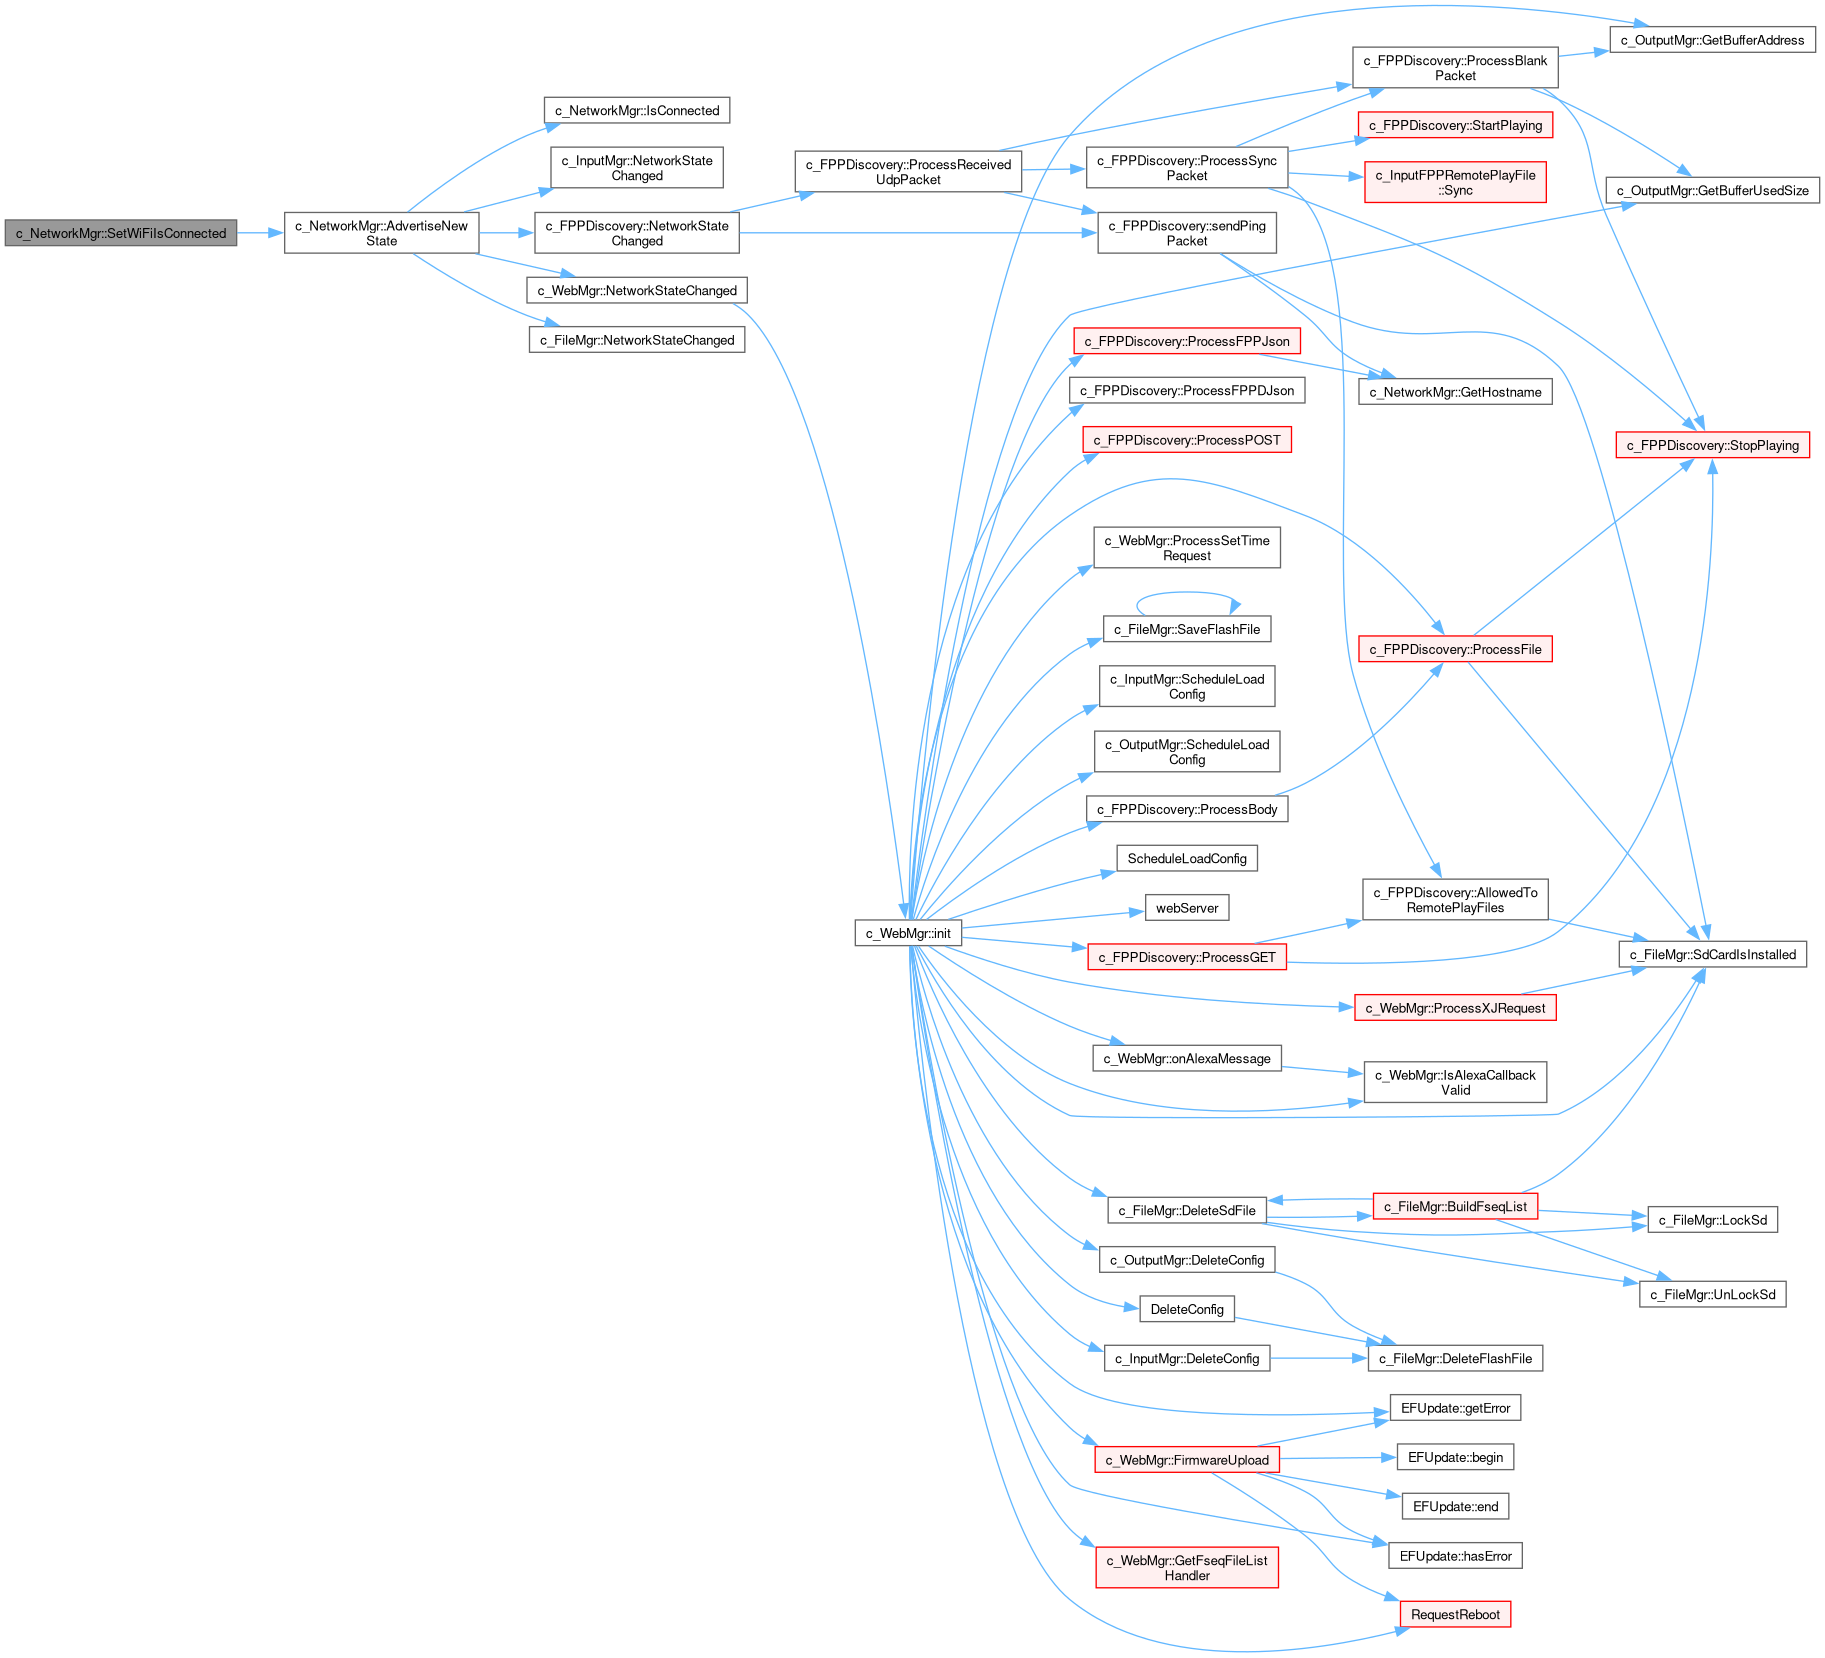 c_NetworkMgr::SetWiFiIsConnected
c_NetworkMgr::AdvertiseNew
State
c_NetworkMgr::IsConnected
c_InputMgr::NetworkState
Changed
c_FPPDiscovery::NetworkState
Changed
c_WebMgr::NetworkStateChanged
c_FileMgr::NetworkStateChanged
c_FPPDiscovery::ProcessReceived
UdpPacket
c_WebMgr::init
c_FPPDiscovery::ProcessSync
Packet
c_FPPDiscovery::sendPing
Packet
c_FPPDiscovery::ProcessFPPJson
c_FPPDiscovery::ProcessFPPDJson
c_FPPDiscovery::ProcessPOST
c_WebMgr::ProcessSetTime
Request
c_FileMgr::SaveFlashFile
c_InputMgr::ScheduleLoad
Config
c_OutputMgr::ScheduleLoad
Config
c_FPPDiscovery::ProcessBody
ScheduleLoadConfig
webServer
c_FPPDiscovery::ProcessGET
c_WebMgr::onAlexaMessage
c_FileMgr::DeleteSdFile
c_OutputMgr::DeleteConfig
DeleteConfig
c_InputMgr::DeleteConfig
c_WebMgr::FirmwareUpload
c_WebMgr::GetFseqFileList
Handler
c_FPPDiscovery::ProcessBlank
Packet
c_FPPDiscovery::StartPlaying
c_InputFPPRemotePlayFile
::Sync
c_NetworkMgr::GetHostname
c_FPPDiscovery::ProcessFile
c_FPPDiscovery::AllowedTo
RemotePlayFiles
c_WebMgr::ProcessXJRequest
c_WebMgr::IsAlexaCallback
Valid
c_FileMgr::BuildFseqList
c_FileMgr::DeleteFlashFile
EFUpdate::getError
EFUpdate::begin
EFUpdate::end
EFUpdate::hasError
RequestReboot
c_OutputMgr::GetBufferAddress
c_OutputMgr::GetBufferUsedSize
c_FPPDiscovery::StopPlaying
c_FileMgr::SdCardIsInstalled
c_FileMgr::LockSd
c_FileMgr::UnLockSd